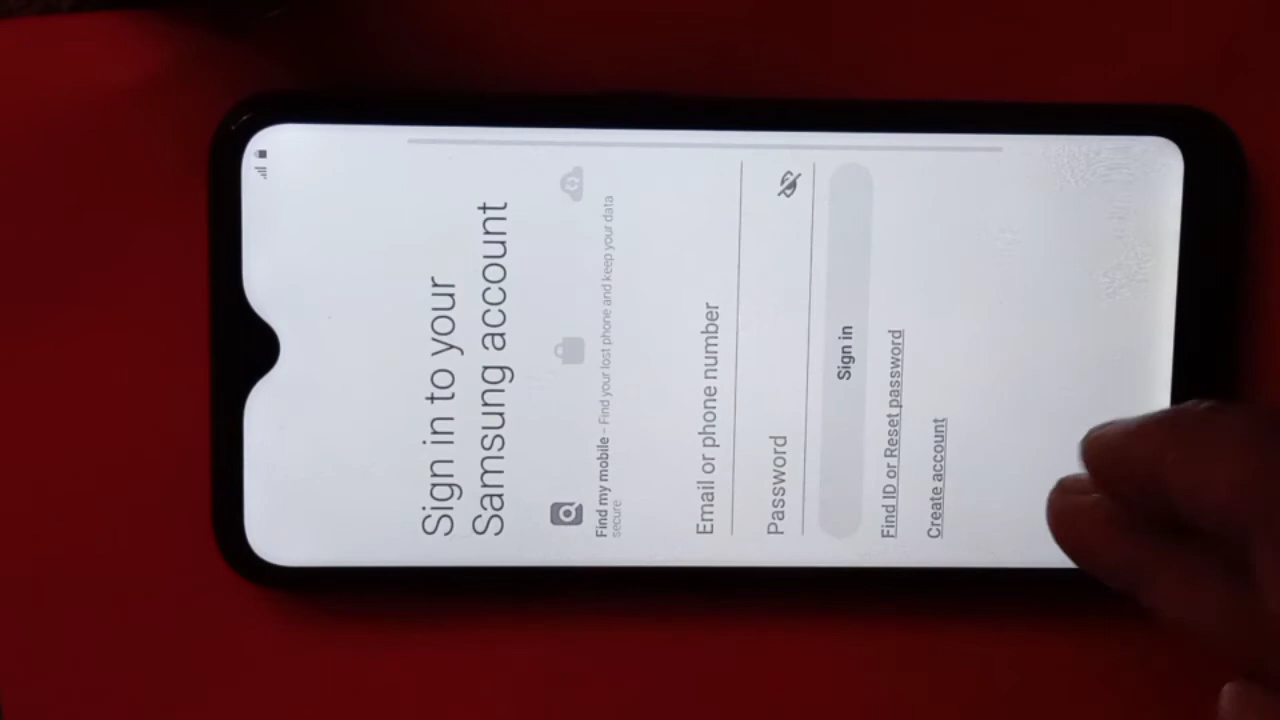 Sign in to your
Samsung account
Find my mobile – Find your lost phone and keep your data
secure
Email or phone number
Password
Sign in
Find ID or Reset password
Create account